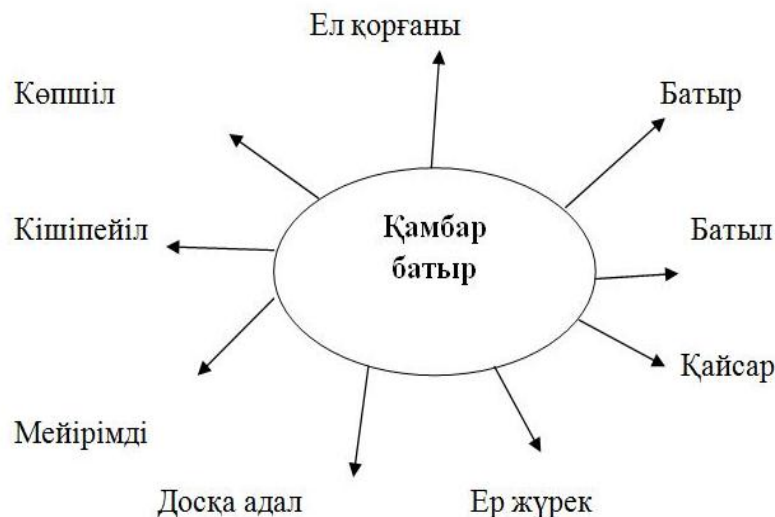 Ел қорғаны
Көпшіл
Батыр
Қамбар
батыр
Кішіпейіл
Батыл
Қайсар
Мейірімді
Досқа адал
Ер жүрек